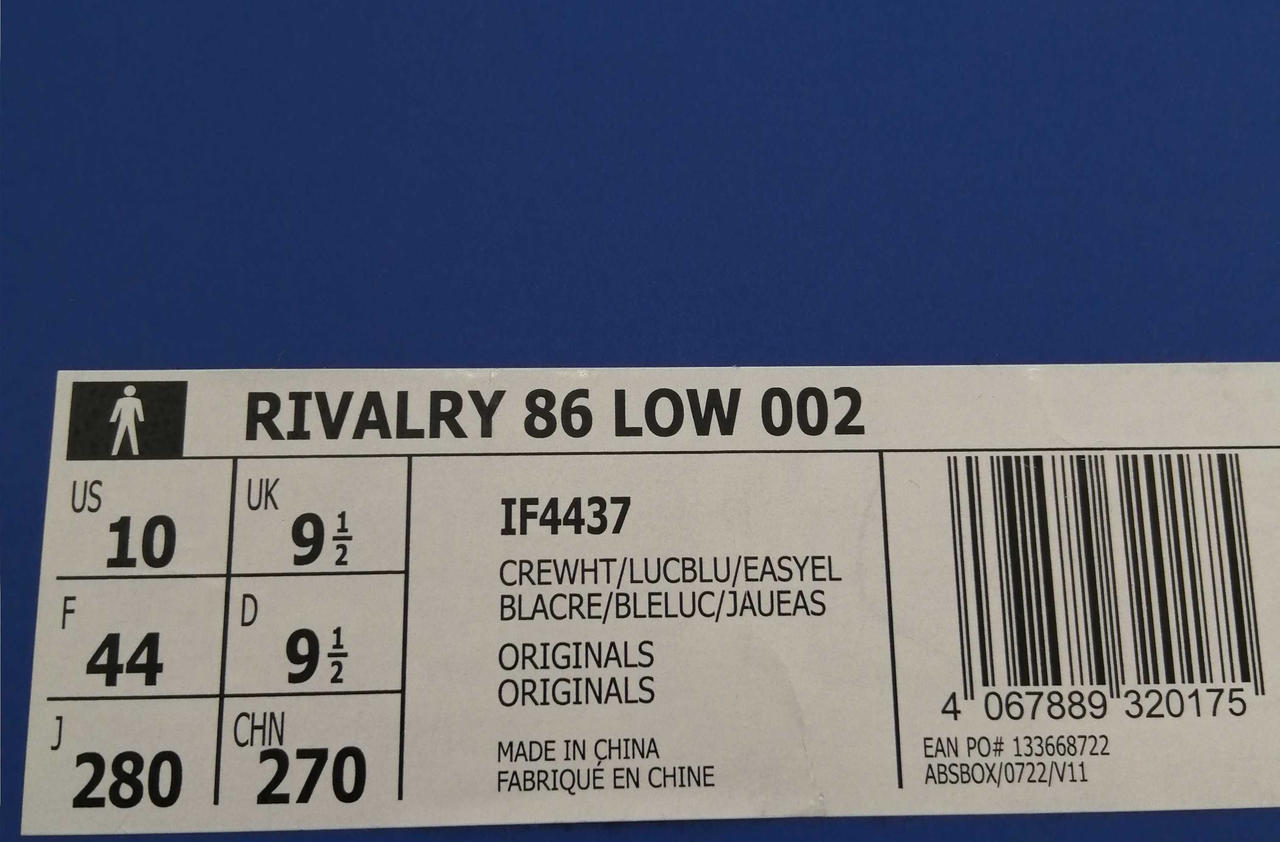 RIVALRY 86 LOW 002
US 10
UK 9 1/2
F 44
D 9 1/2
J 280
CHN 270
IF4437
CREWHT/LUCBLU/EASYEL
BLACRE/BLELUC/JAUEAS
ORIGINALS
ORIGINALS
MADE IN CHINA
FABRIQUÉ EN CHINE
4 067889 320175
EAN PO# 133668722
ABSBOX/0722/V11